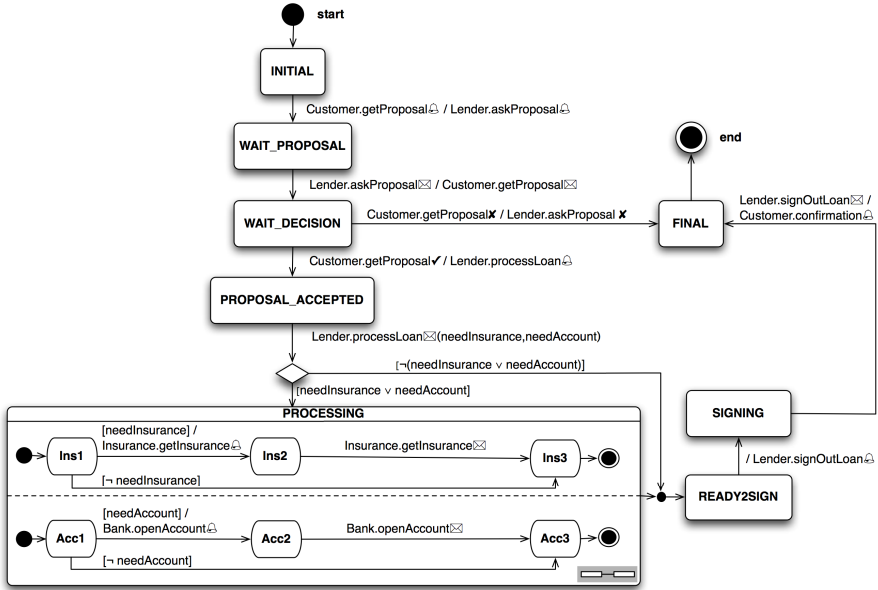 start
INITIAL
Customer.getProposal🔔 / Lender.askProposal🔔
WAIT_PROPOSAL
end
Lender.askProposal✉ / Customer.getProposal✉
Lender.signOutLoan✉ /
Customer.confirmation🔔
WAIT_DECISION
Customer.getProposal✘ / Lender.askProposal ✘
FINAL
Customer.getProposal✔ / Lender.processLoan🔔
PROPOSAL_ACCEPTED
Lender.processLoan✉(needInsurance,needAccount)
[¬(needInsurance ∨ needAccount)]
[needInsurance ∨ needAccount]
PROCESSING
SIGNING
[needInsurance] /
Insurance.getInsurance🔔
Insurance.getInsurance✉
Ins1
Ins2
Ins3
/ Lender.signOutLoan🔔
[¬ needInsurance]
READY2SIGN
[needAccount] /
Bank.openAccount🔔
Bank.openAccount✉
Acc1
Acc2
Acc3
[¬ needAccount]